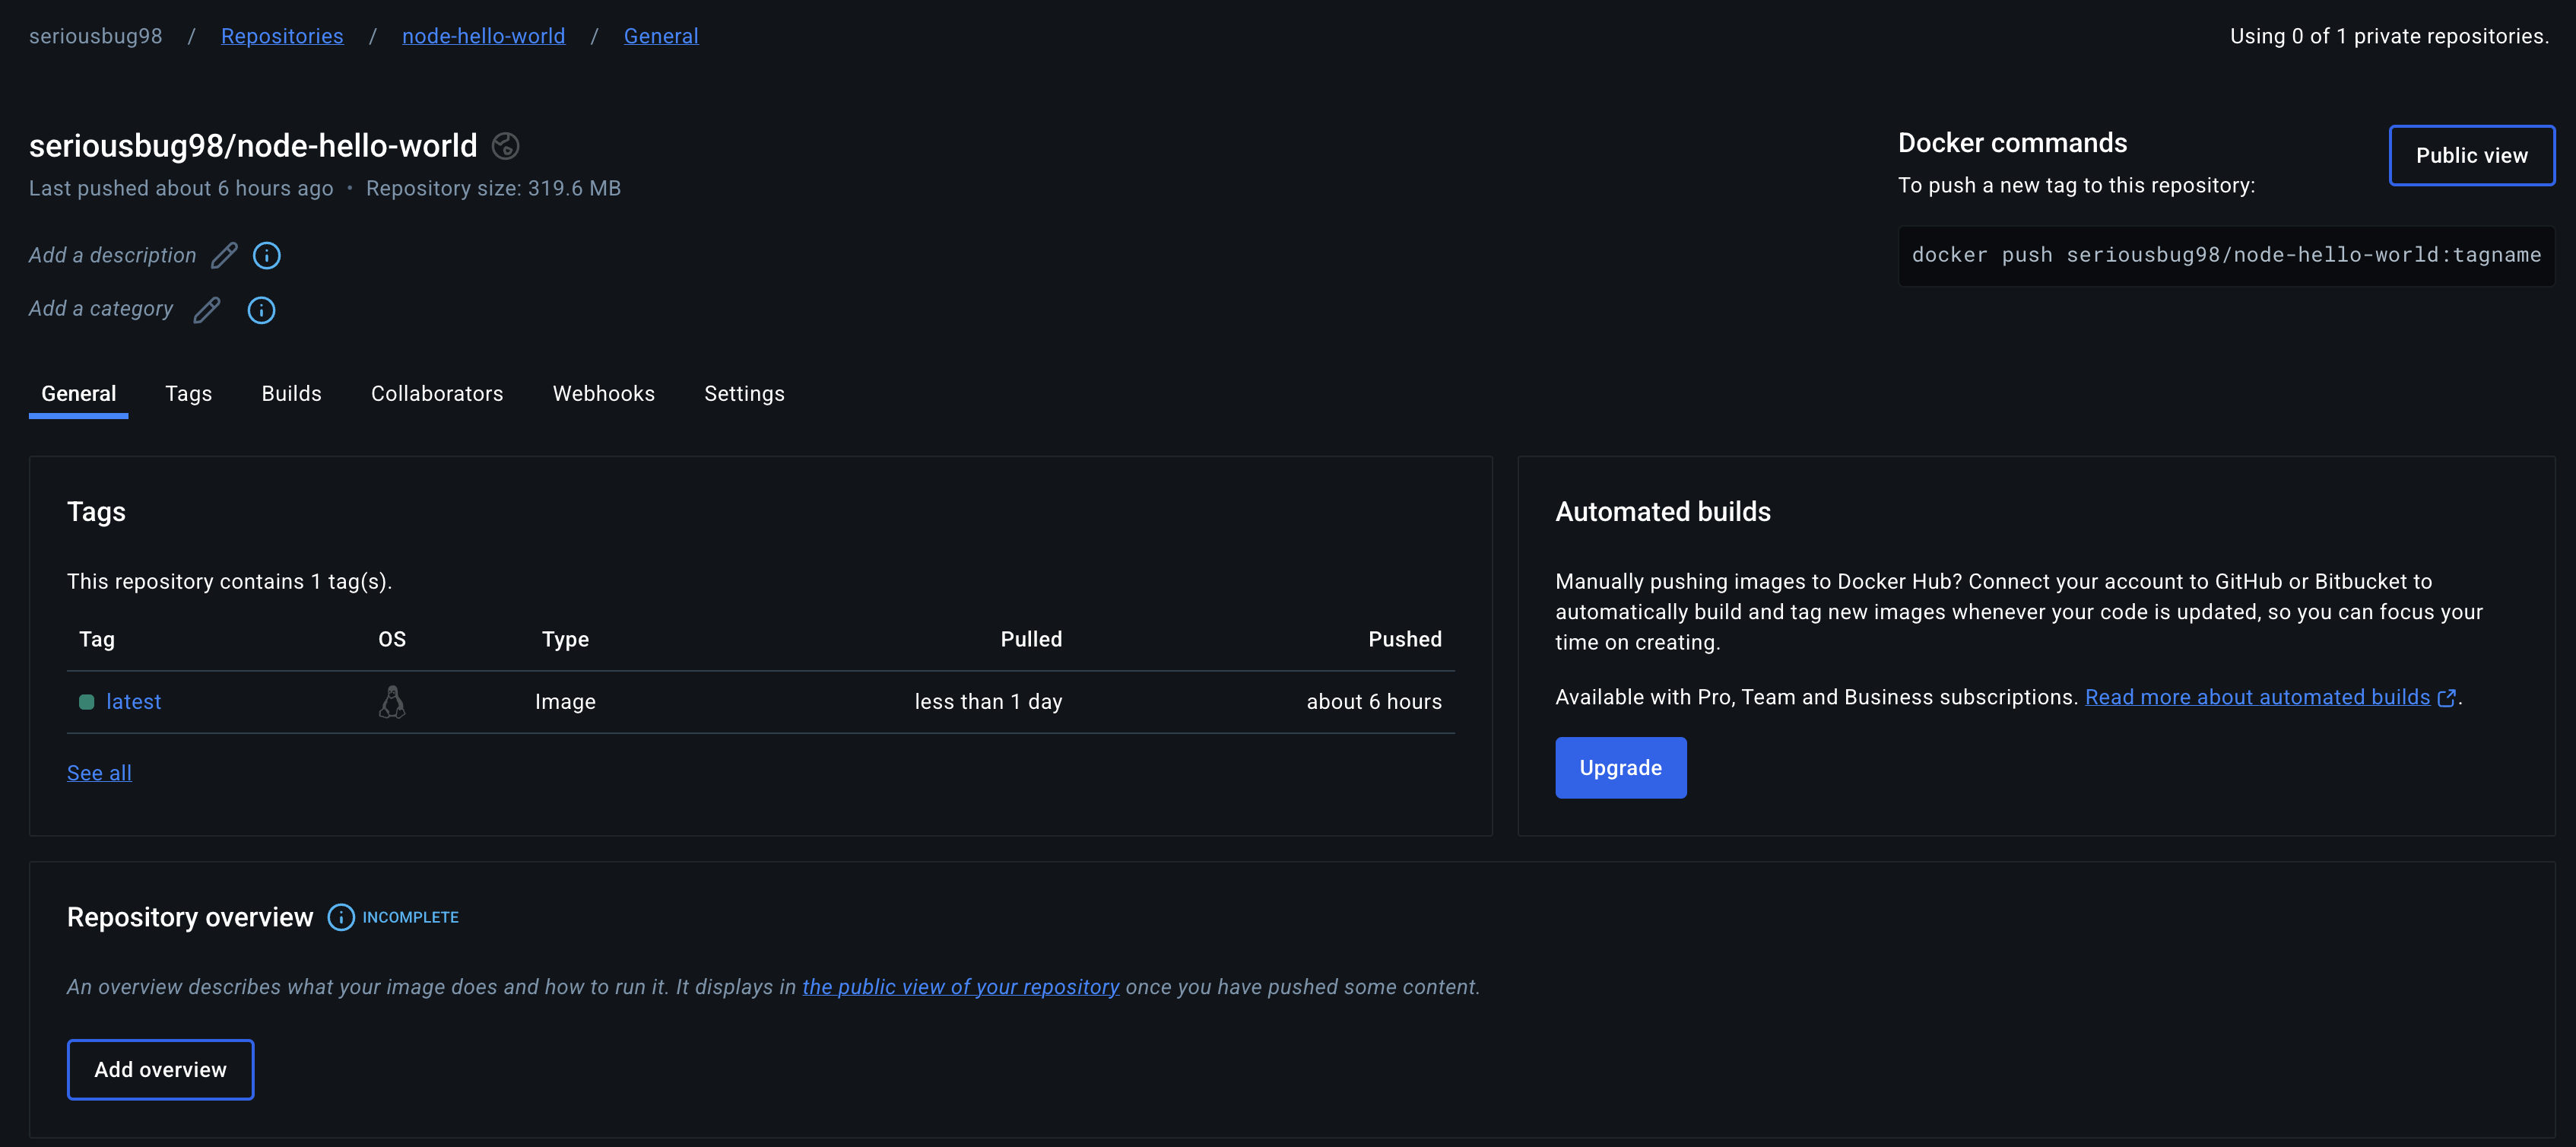 seriousbug98 / Repositories / node-hello-world / General
Using 0 of 1 private repositories.
seriousbug98/node-hello-world
Last pushed about 6 hours ago • Repository size: 319.6 MB
Add a description
Add a category
Docker commands
Public view
To push a new tag to this repository:
docker push seriousbug98/node-hello-world:tagname
General Tags Builds Collaborators Webhooks Settings
Tags
This repository contains 1 tag(s).
Tag OS Type Pulled Pushed
latest Image less than 1 day about 6 hours
See all
Automated builds
Manually pushing images to Docker Hub? Connect your account to GitHub or Bitbucket to
automatically build and tag new images whenever your code is updated, so you can focus your
time on creating.
Available with Pro, Team and Business subscriptions. Read more about automated builds .
Upgrade
Repository overview INCOMPLETE
An overview describes what your image does and how to run it. It displays in the public view of your repository once you have pushed some content.
Add overview